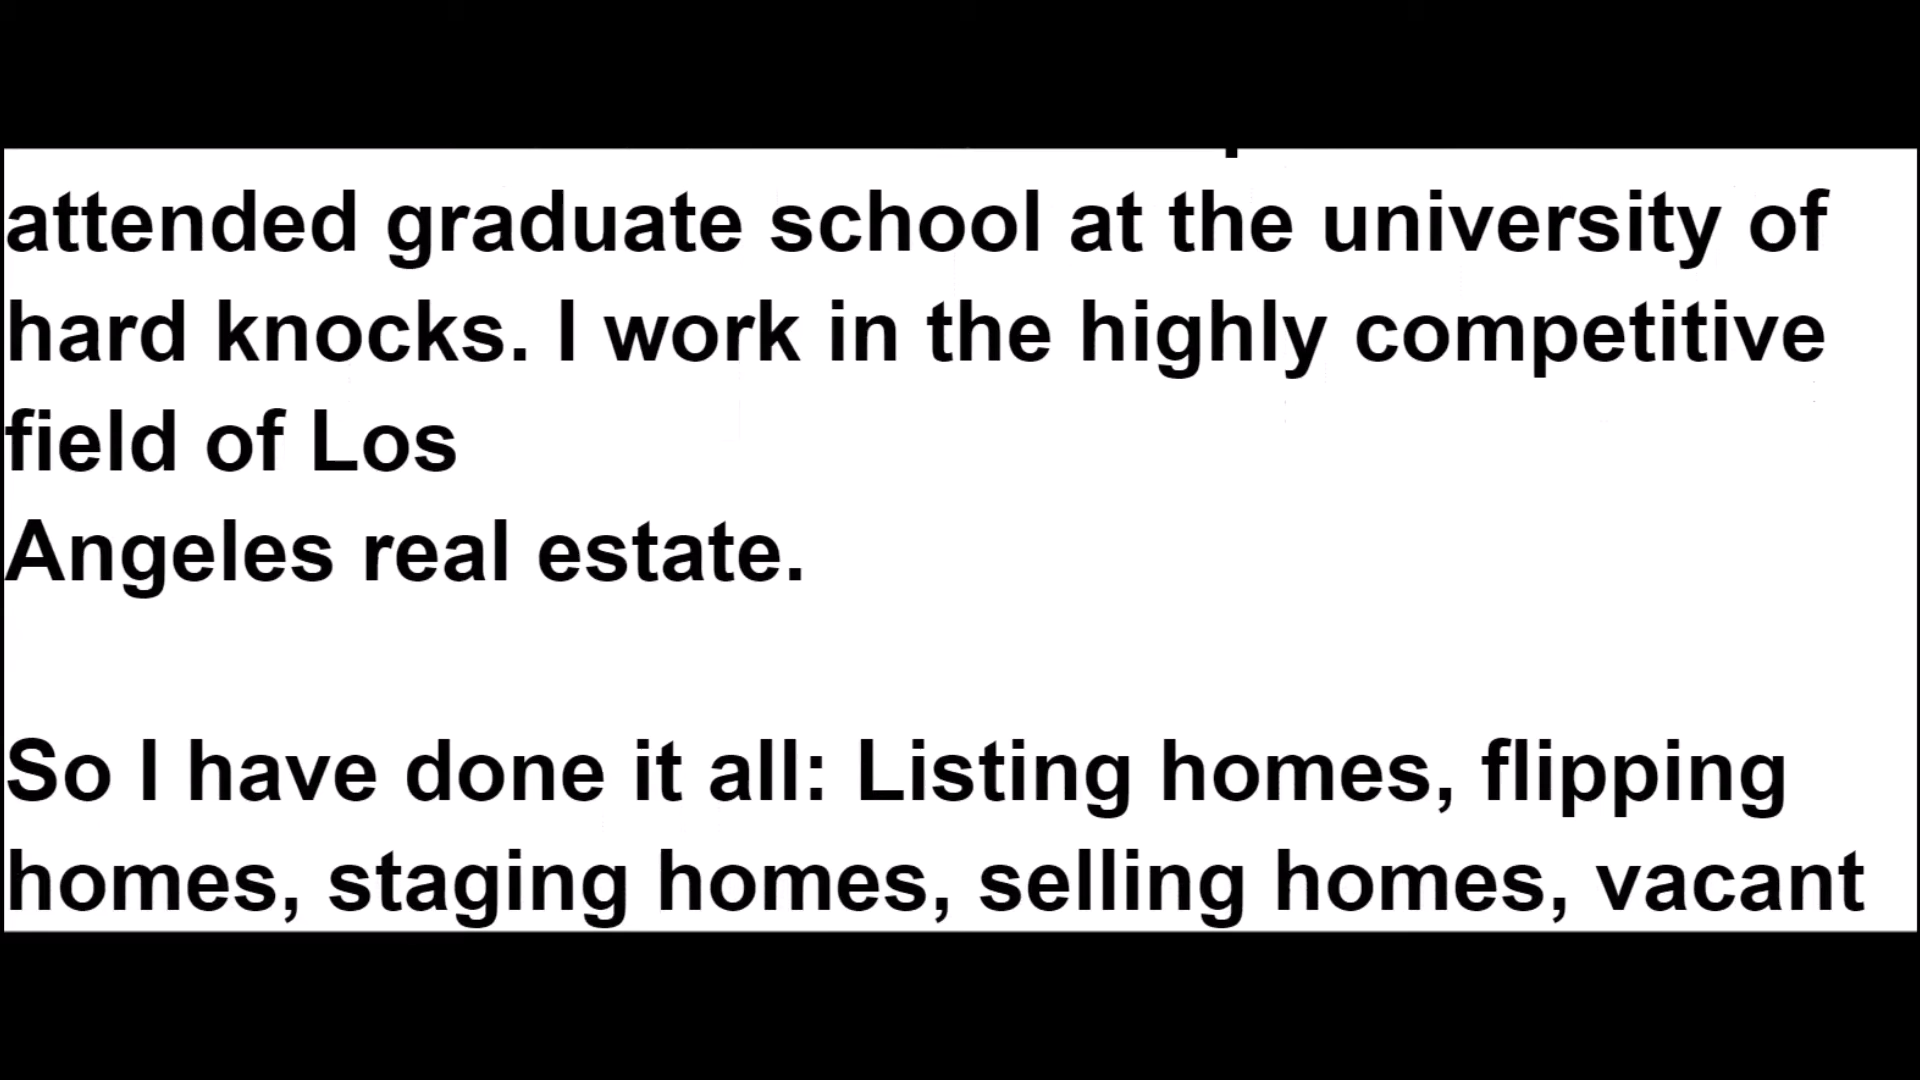 attended graduate school at the university of
hard knocks. I work in the highly competitive
field of Los
Angeles real estate.
So I have done it all: Listing homes, flipping
homes, staging homes, selling homes, vacant